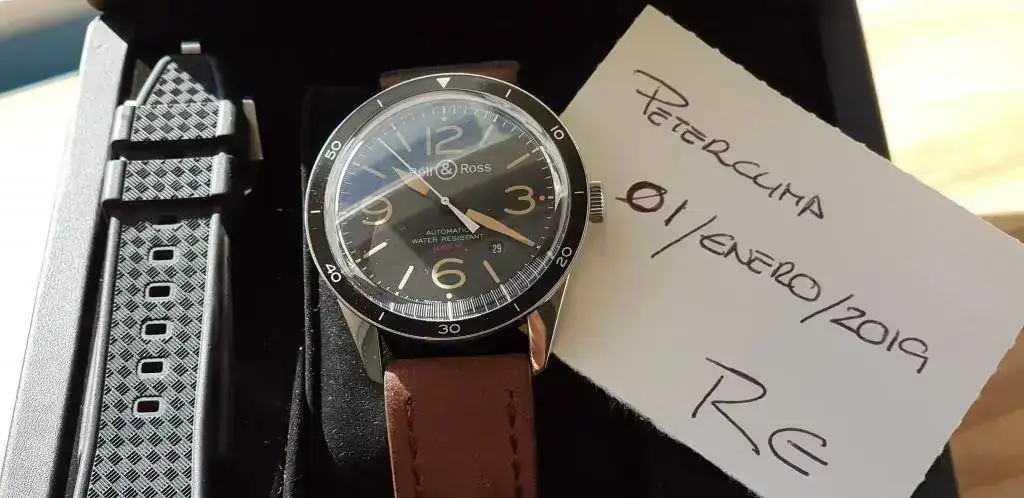 10
20
30
40
50
12
3
6
9
Bell & Ross
AUTOMATIC
WATER RESISTANT
29
PETERCLIMA
01/ENERO/2019
RE